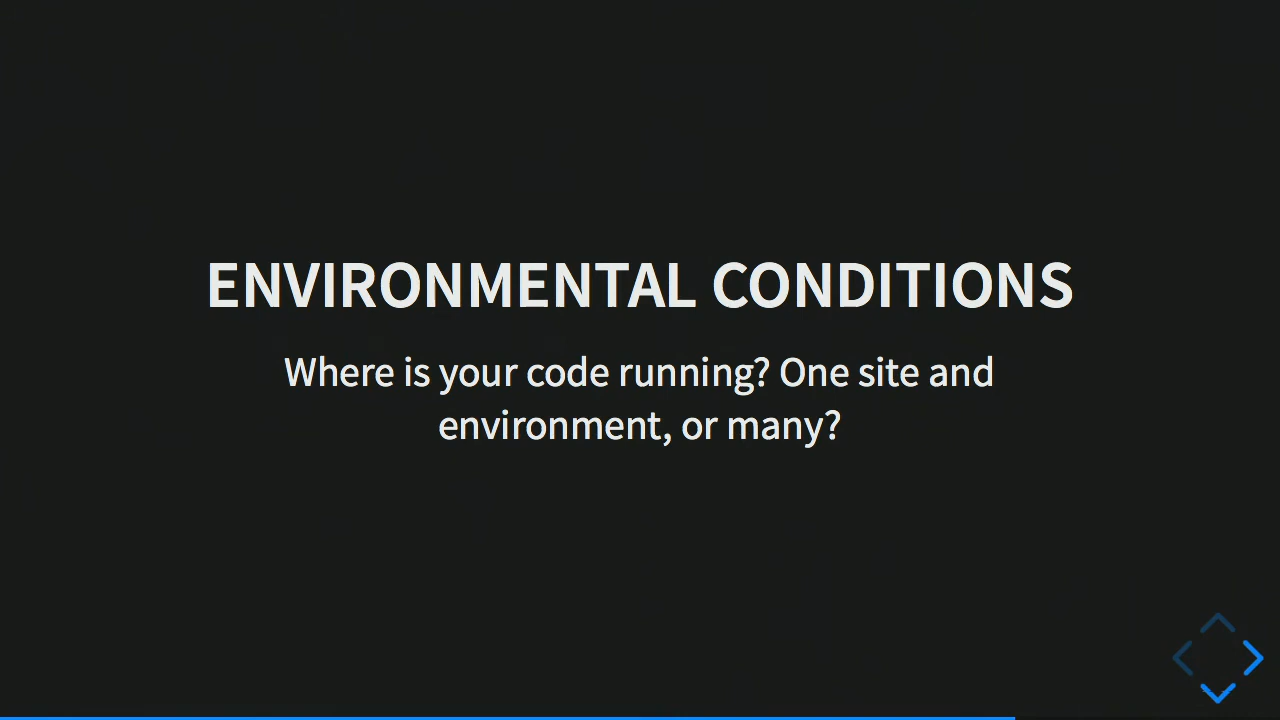 ENVIRONMENTAL CONDITIONS
Where is your code running? One site and
environment, or many?